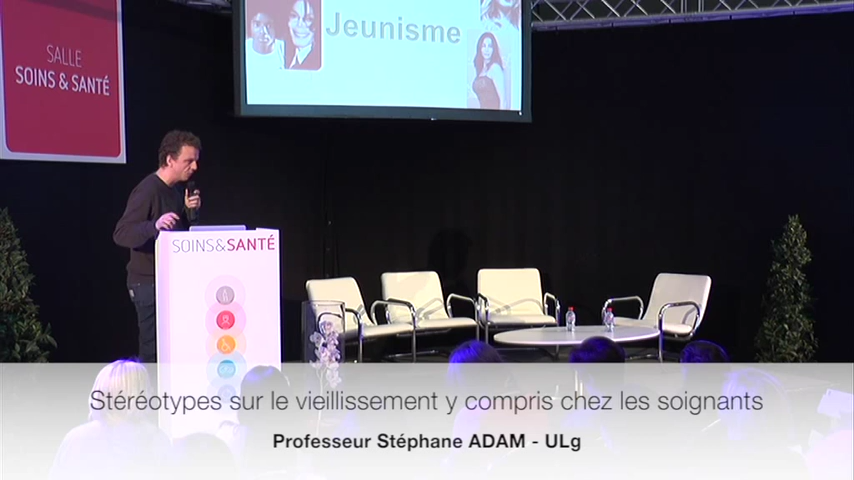 Jeunisme
SALLE
SOINS & SANTÉ
SOINS&SANTÉ
Stéréotypes sur le vieillissement y compris chez les soignants
Professeur Stéphane ADAM - ULg